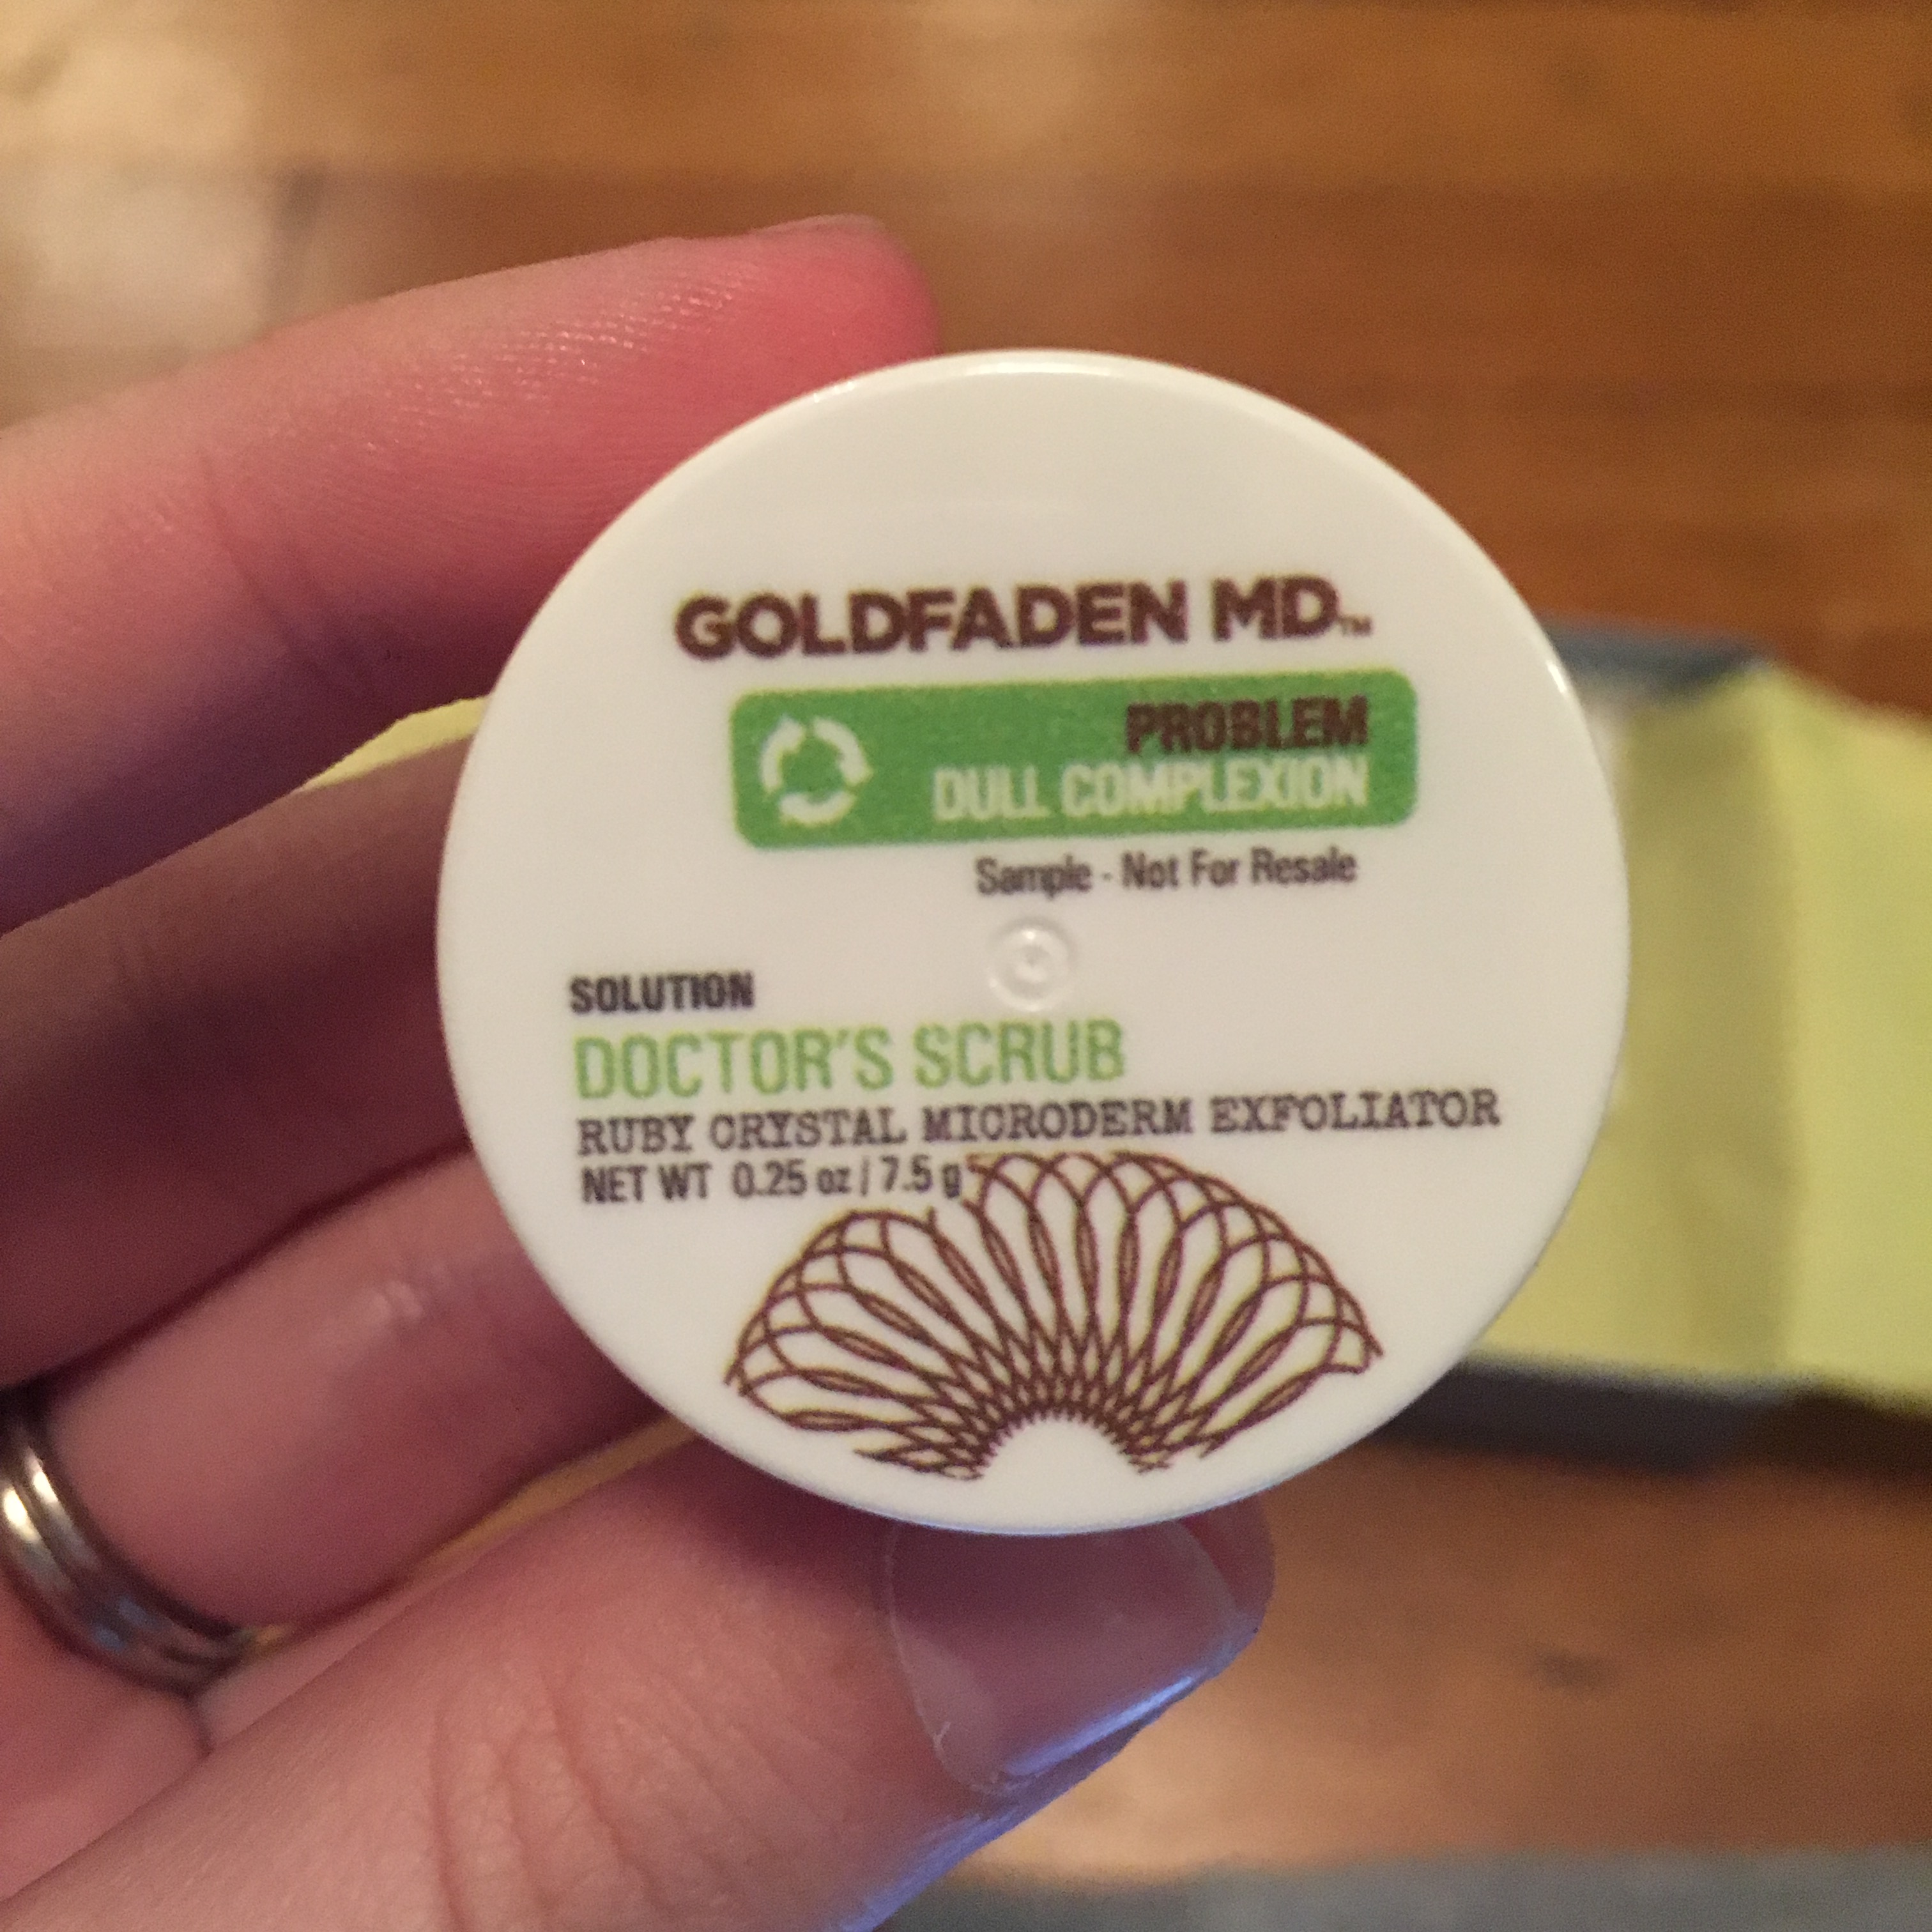 GOLDFADEN MD™
PROBLEM
DULL COMPLEXION
Sample - Not For Resale
SOLUTION
DOCTOR'S SCRUB
RUBY CRYSTAL MICRODERM EXFOLIATOR
NET WT 0.25 oz / 7.5 g